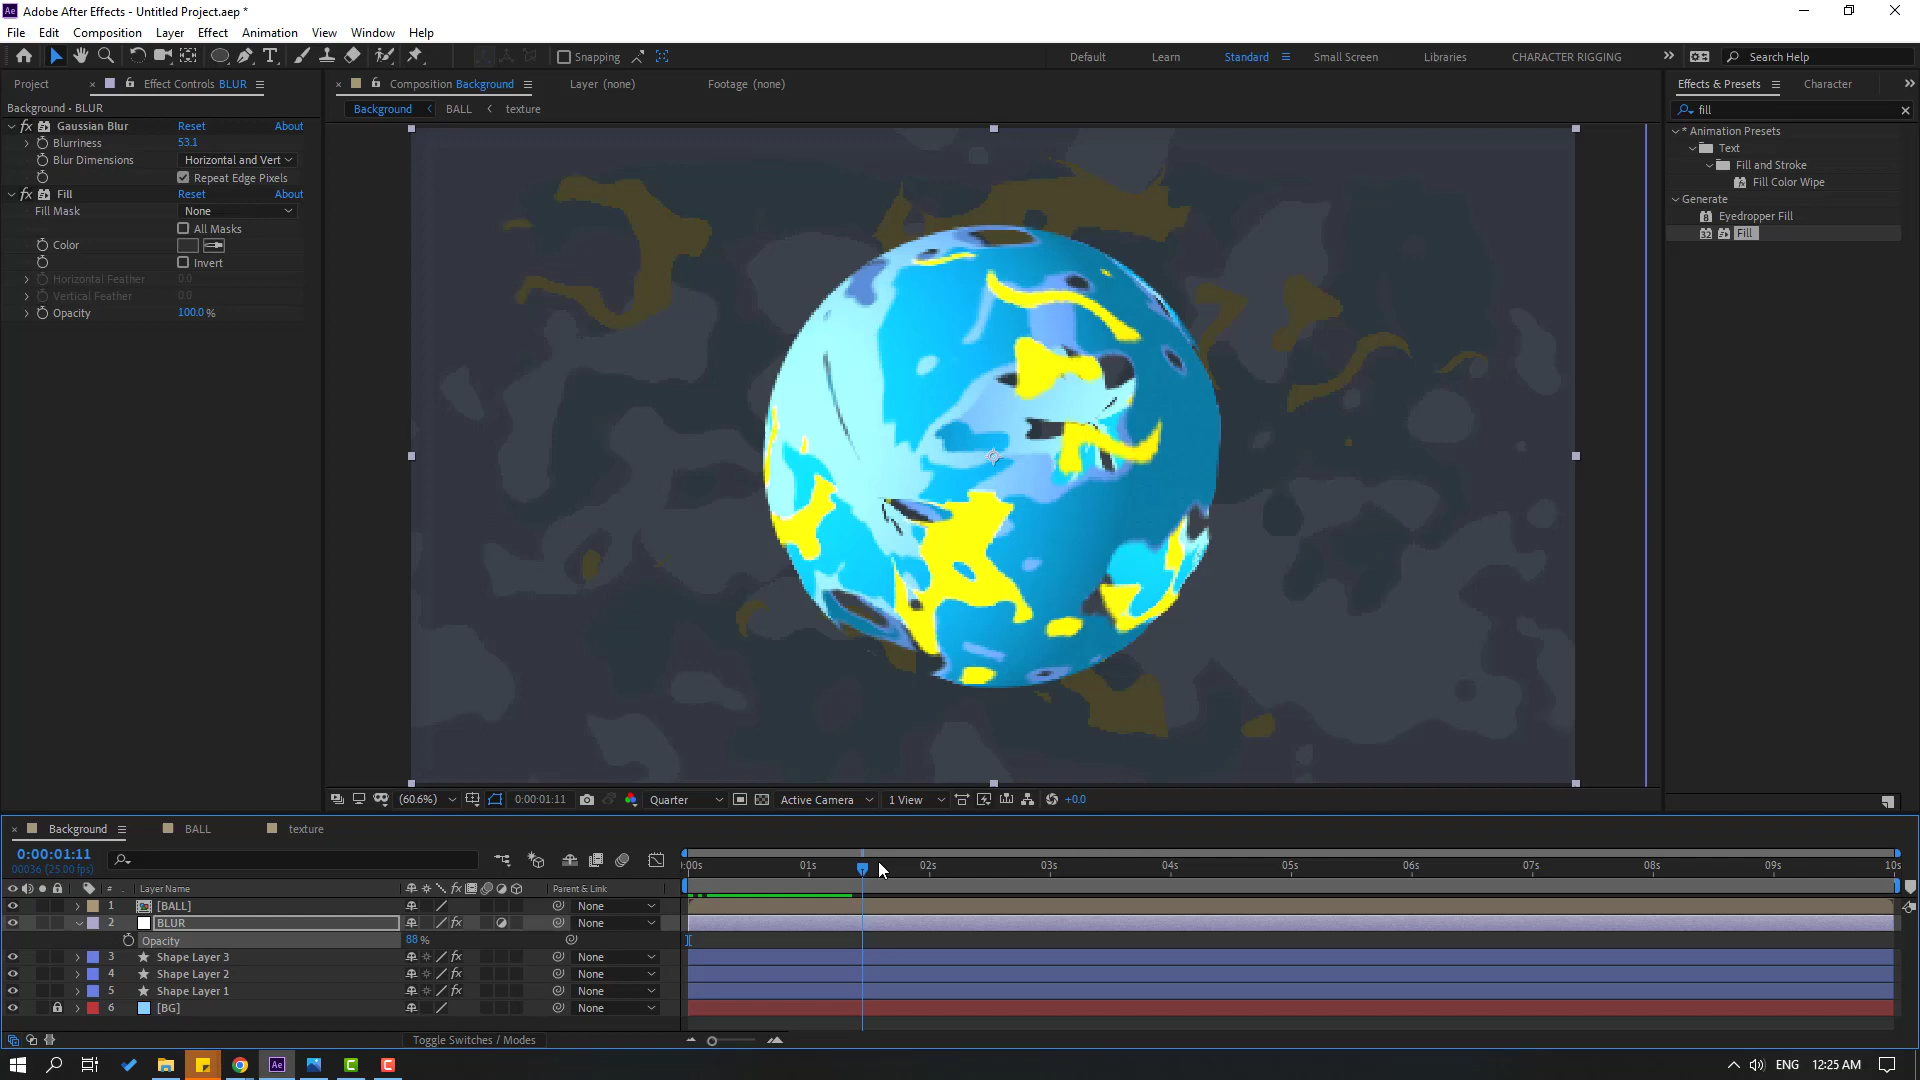 Adobe After Effects - Untitled Project.aep *
File Edit Composition Layer Effect Animation View Window Help
Snapping Default Learn Standard Small Screen Libraries CHARACTER RIGGING Search Help
Project Effect Controls BLUR Composition Background Layer (none) Footage (none) Effects & Presets Character
Background • BLUR Background BALL texture fill
Gaussian Blur Reset About
Blurriness 53.1
Blur Dimensions Horizontal and Vert
Repeat Edge Pixels
Fill Reset About
Fill Mask None
All Masks
Color
Invert
Horizontal Feather 0.0
Vertical Feather 0.0
Opacity 100.0 %
* Animation Presets
Text
Fill and Stroke
Fill Color Wipe
Generate
Eyedropper Fill
Fill
(60.6%) 0:00:01:11 Quarter Active Camera 1 View +0.0
Background BALL texture
0:00:01:11
00036 (25.00 fps)
:00s 01s 02s 03s 04s 05s 06s 07s 08s 09s 10s
# Layer Name Parent & Link
1 [BALL] None
2 BLUR None
Opacity 88 %
3 Shape Layer 3 None
4 Shape Layer 2 None
5 Shape Layer 1 None
6 [BG] None
Toggle Switches / Modes
ENG 12:25 AM